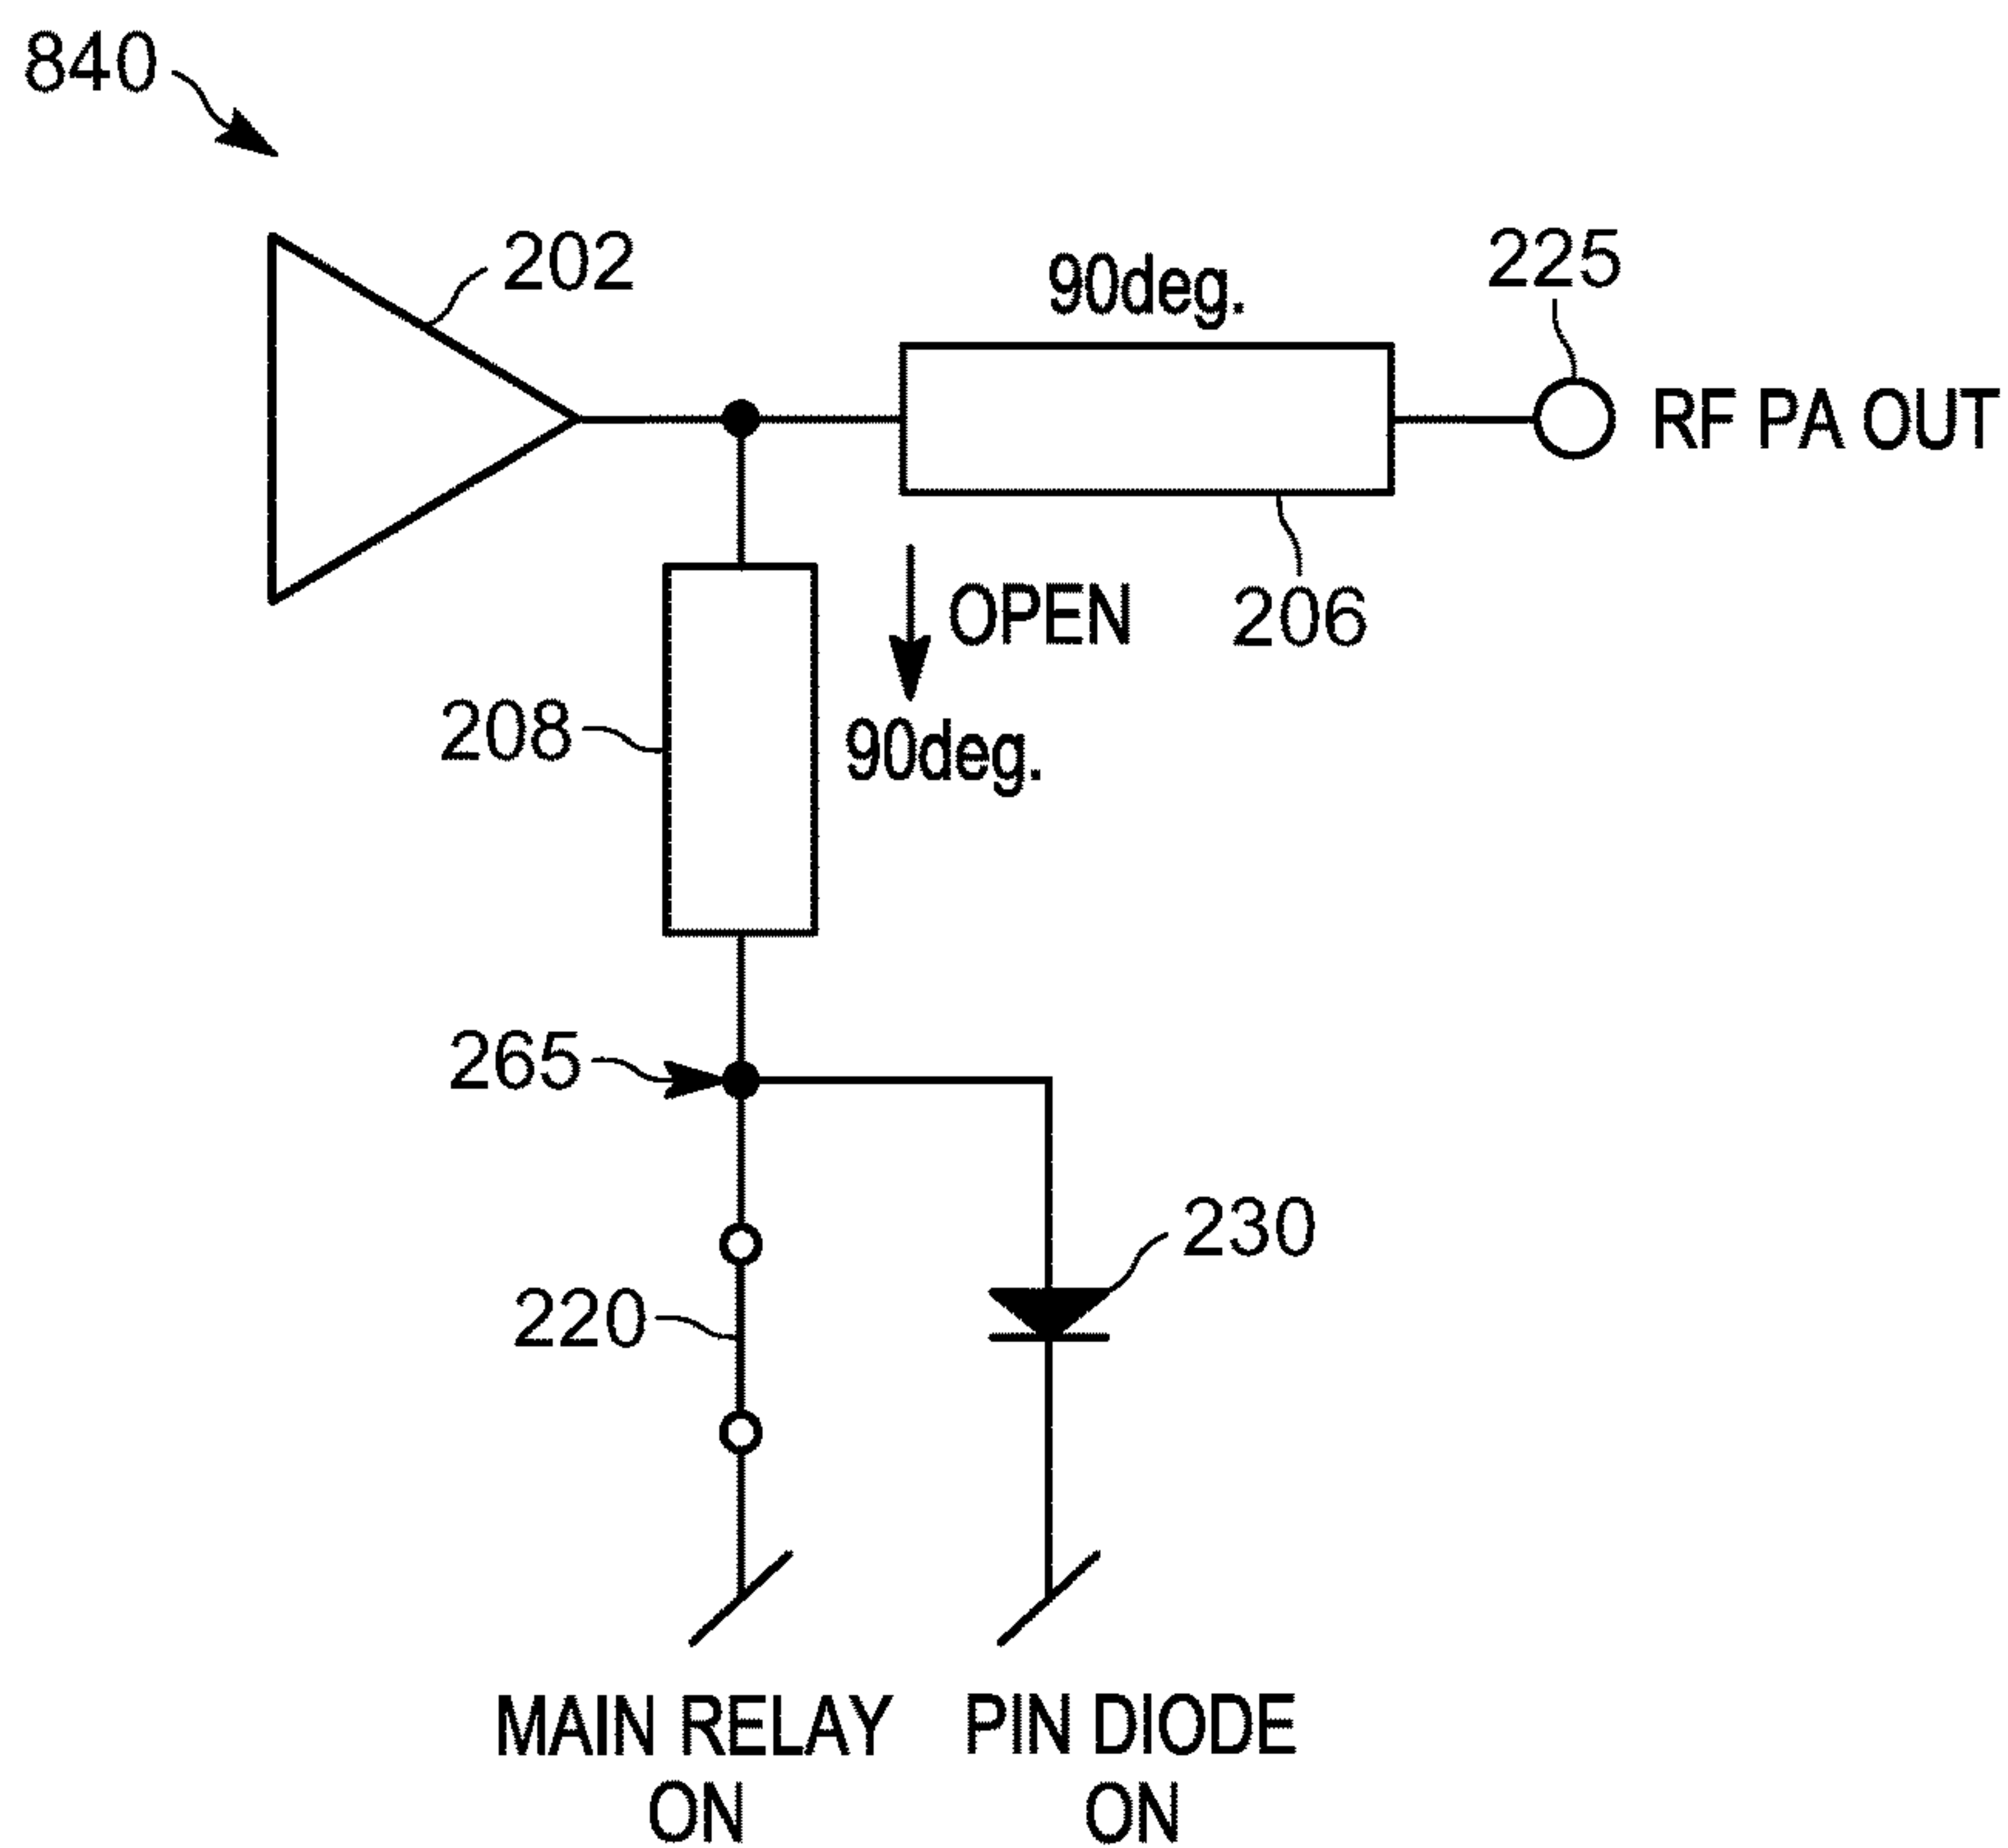 840
202
90deg.
225
RF PA OUT
OPEN
206
208
90deg.
265
230
220
MAIN RELAY
ON
PIN DIODE
ON